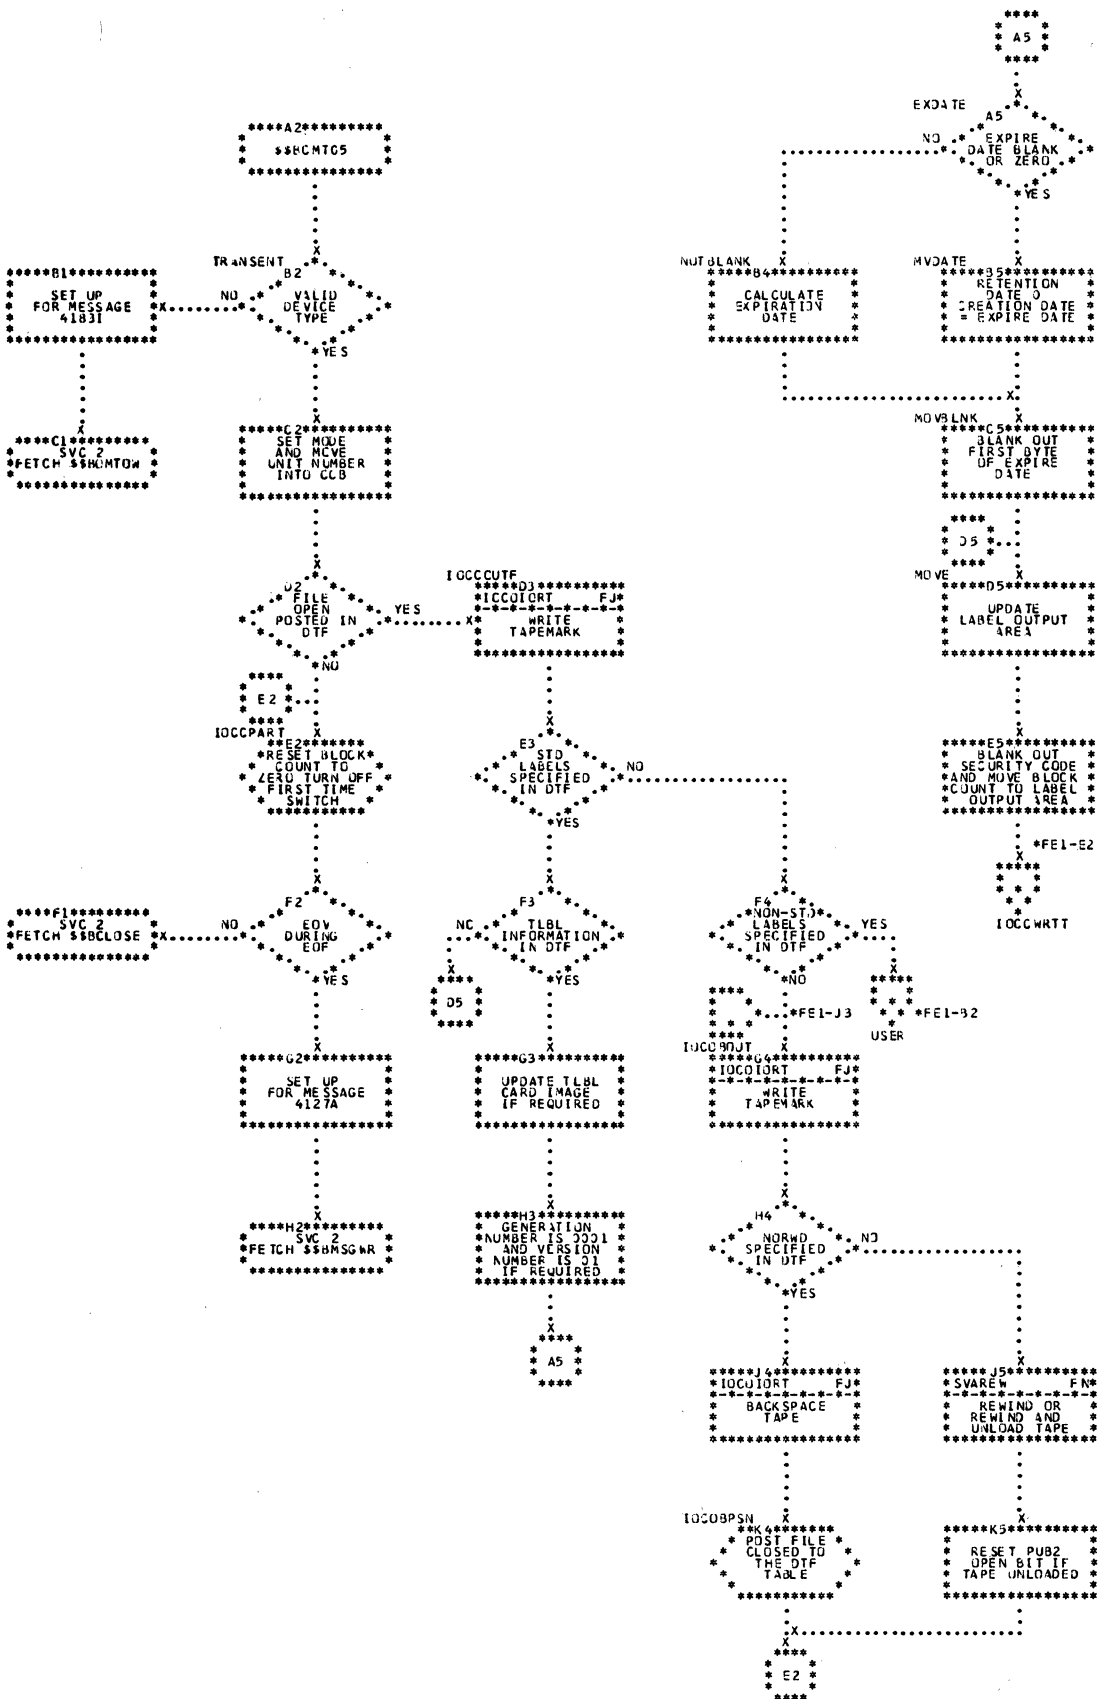 A5
EXDATE
A5
NO
EXPIRE
DATE BLANK
OR ZERO
YES
A2
$$BCMT05
TRANSENT
B2
NO
VALID
DEVICE
TYPE
YES
B1
SET UP
FOR MESSAGE
4183I
NOTBLANK
B4
CALCULATE
EXPIRATION
DATE
MVDATE
B5
RETENTION
DATE 0
CREATION DATE
= EXPIRE DATE
C1
SVC 2
FETCH $$BOMTOW
C2
SET MODE
AND MOVE
UNIT NUMBER
INTO CCB
MOVBLNK
C5
BLANK OUT
FIRST BYTE
OF EXPIRE
DATE
D5
D2
FILE
OPEN
POSTED IN
DTF
YES
NO
IOCCCUTF
D3
ICCOIORT FJ
WRITE
TAPEMARK
MOVE
D5
UPDATE
LABEL OUTPUT
AREA
E2
IOCCPART
E2
RESET BLOCK
COUNT TO
ZERO TURN OFF
FIRST TIME
SWITCH
E3
STD
LABELS
SPECIFIED
IN DTF
NO
YES
E5
BLANK OUT
SECURITY CODE
AND MOVE BLOCK
COUNT TO LABEL
OUTPUT AREA
*FE1-E2
IOCCWRTT
F1
SVC 2
FETCH $$BCLOSE
NO
F2
EOV
DURING
EOF
YES
NO
F3
TLBL
INFORMATION
IN DTF
YES
D5
F4
NON-STD
LABELS
SPECIFIED
IN DTF
YES
NO
*FE1-J3
*FE1-B2
USER
G2
SET UP
FOR MESSAGE
4127A
G3
UPDATE TLBL
CARD IMAGE
IF REQUIRED
IOCOBOUT
G4
IOCOIORT FJ
WRITE
TAPEMARK
H2
SVC 2
FETCH $$BMSGWR
H3
GENERATION
NUMBER IS 0001
AND VERSION
NUMBER IS 01
IF REQUIRED
H4
NORWD
SPECIFIED
IN DTF
NO
YES
A5
J4
IOCOIORT FJ
BACKSPACE
TAPE
J5
SVAREW FN
REWIND OR
REWIND AND
UNLOAD TAPE
IOCOBPSN
K4
POST FILE
CLOSED TO
THE DTF
TABLE
K5
RESET PUB2
OPEN BIT IF
TAPE UNLOADED
E2